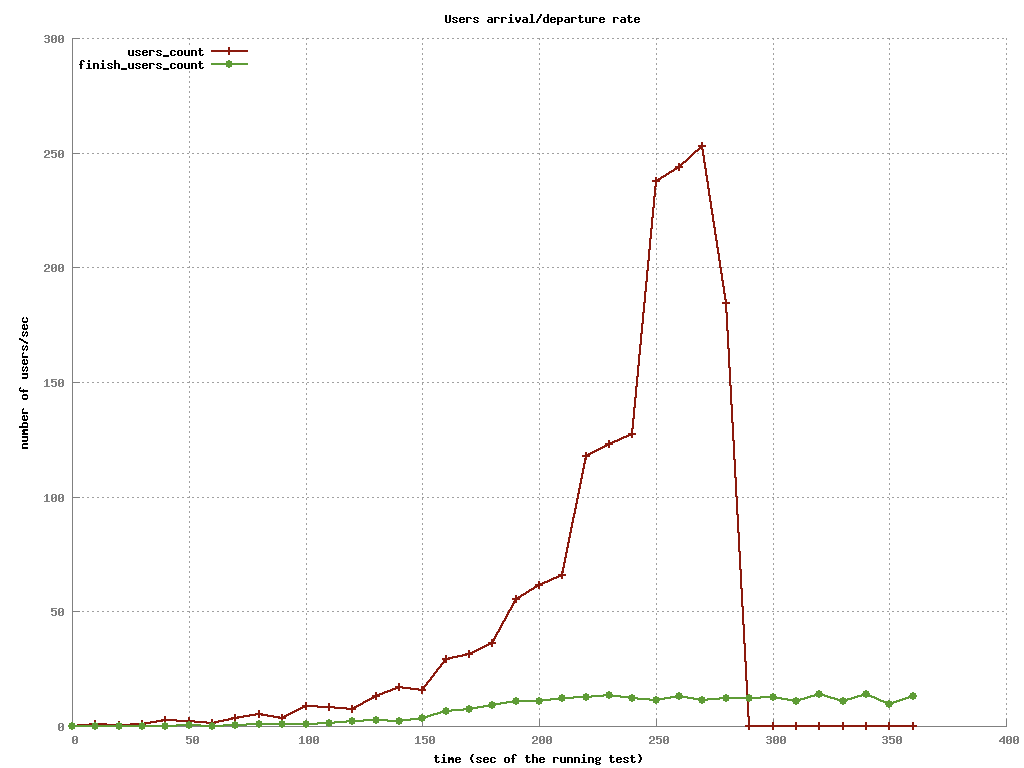 Users arrival/departure rate
users_count
finish_users_count
300
250
200
150
100
50
0
number of users/sec
0 50 100 150 200 250 300 350 400
time (sec of the running test)